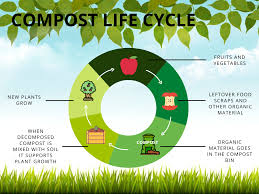 COMPOST LIFE CYCLE
FRUITS AND
VEGETABLES
LEFTOVER FOOD
SCRAPS AND
OTHER ORGANIC
MATERIAL
ORGANIC
MATERIAL GOES
IN THE COMPOST
BIN
COMPOST
WHEN
DECOMPOSED
COMPOST IS
MIXED WITH SOIL
IT SUPPORTS
PLANT GROWTH
NEW PLANTS
GROW